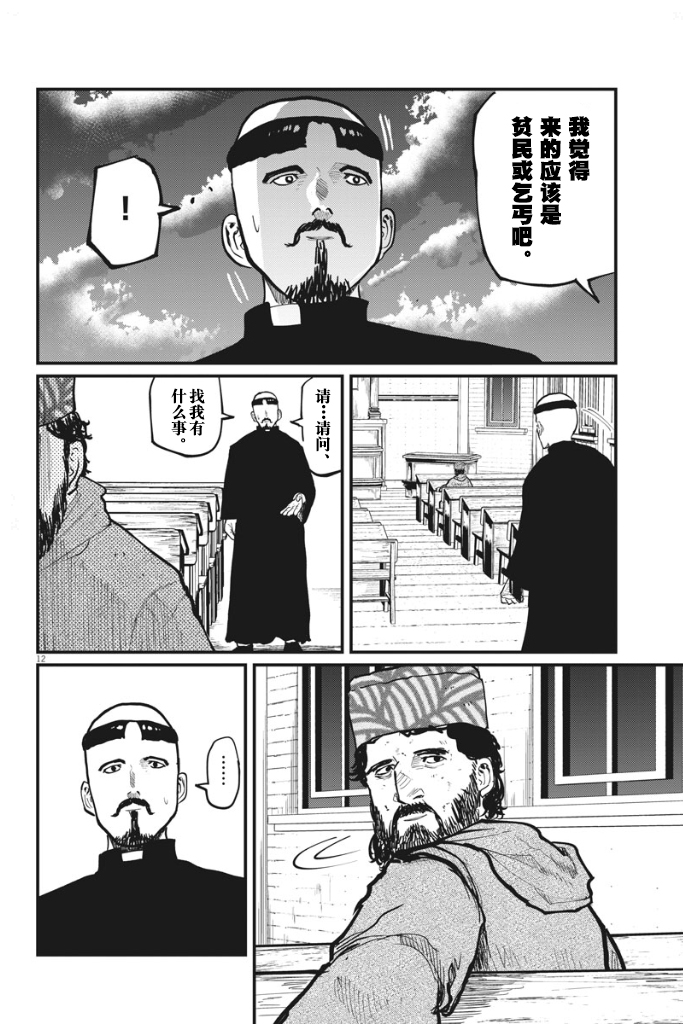 我觉得
来的应该是
贫民或乞丐吧。
！
请…请问、
找我有
什么事。
……
12